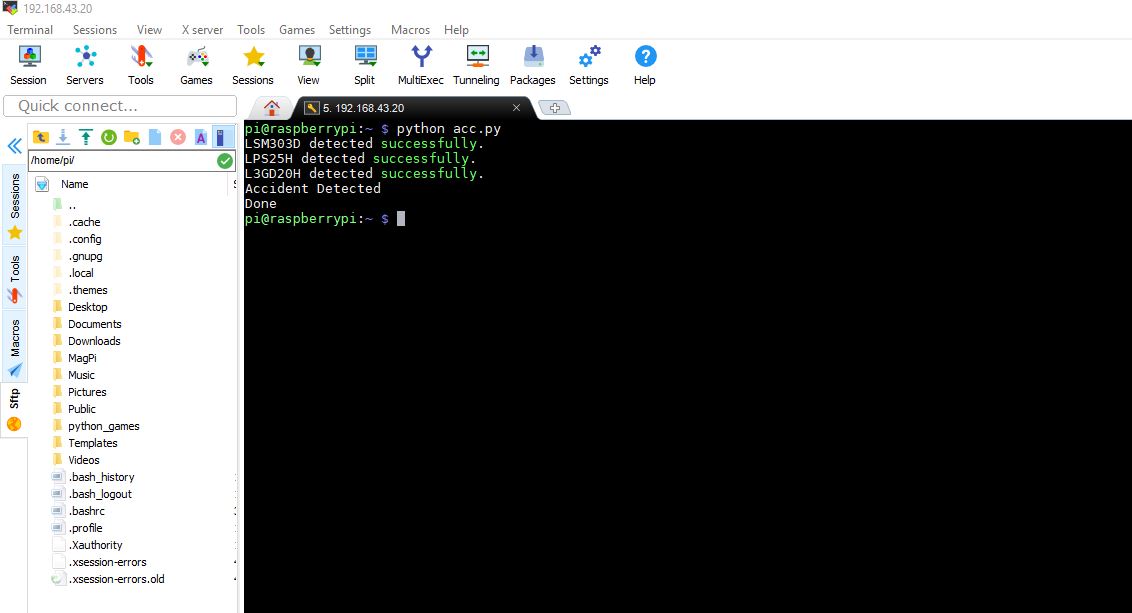 192.168.43.20
Terminal Sessions View X server Tools Games Settings Macros Help
Session Servers Tools Games Sessions View Split MultiExec Tunneling Packages Settings Help
Quick connect...
5. 192.168.43.20
/home/pi/
Name
..
.cache
.config
.gnupg
.local
.themes
Desktop
Documents
Downloads
MagPi
Music
Pictures
Public
python_games
Templates
Videos
.bash_history
.bash_logout
.bashrc
.profile
.Xauthority
.xsession-errors
.xsession-errors.old
Sessions
Tools
Macros
Sftp
pi@raspberrypi:~ $ python acc.py
LSM303D detected successfully.
LPS25H detected successfully.
L3GD20H detected successfully.
Accident Detected
Done
pi@raspberrypi:~ $